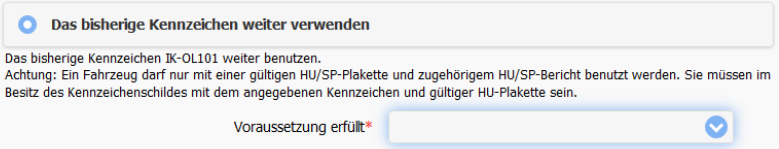 Das bisherige Kennzeichen weiter verwenden
Das bisherige Kennzeichen IK-OL101 weiter benutzen.
Achtung: Ein Fahrzeug darf nur mit einer gültigen HU/SP-Plakette und zugehörigem HU/SP-Bericht benutzt werden. Sie müssen im
Besitz des Kennzeichenschildes mit dem angegebenen Kennzeichen und gültiger HU-Plakette sein.
Voraussetzung erfüllt*